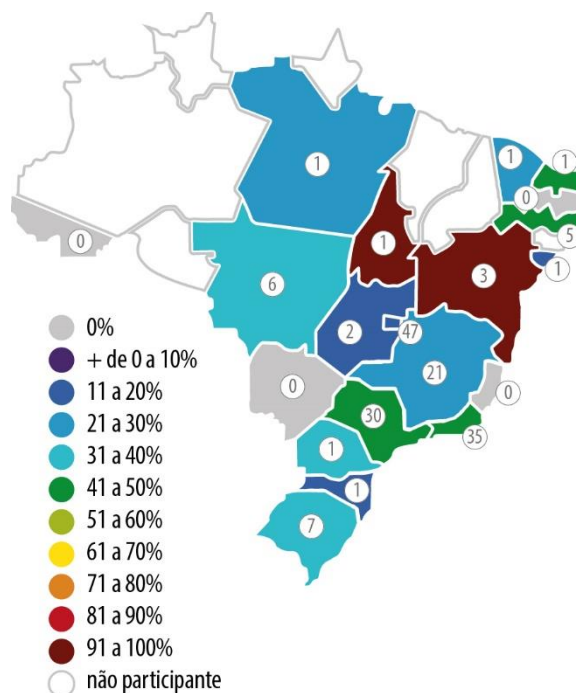 1
1
1
0
5
0
1
1
3
6
2
47
21
0
0
30
35
1
1
7
0%
+ de 0 a 10%
11 a 20%
21 a 30%
31 a 40%
41 a 50%
51 a 60%
61 a 70%
71 a 80%
81 a 90%
91 a 100%
não participante